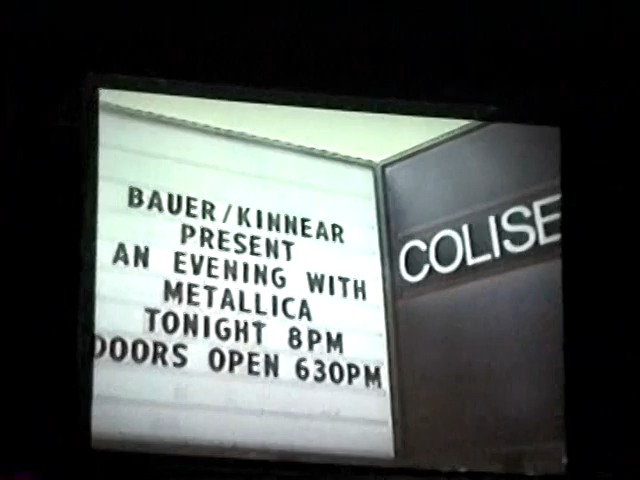 BAUER/KINNEAR
PRESENT
AN EVENING WITH
METALLICA
TONIGHT 8PM
DOORS OPEN 630PM
COLISE